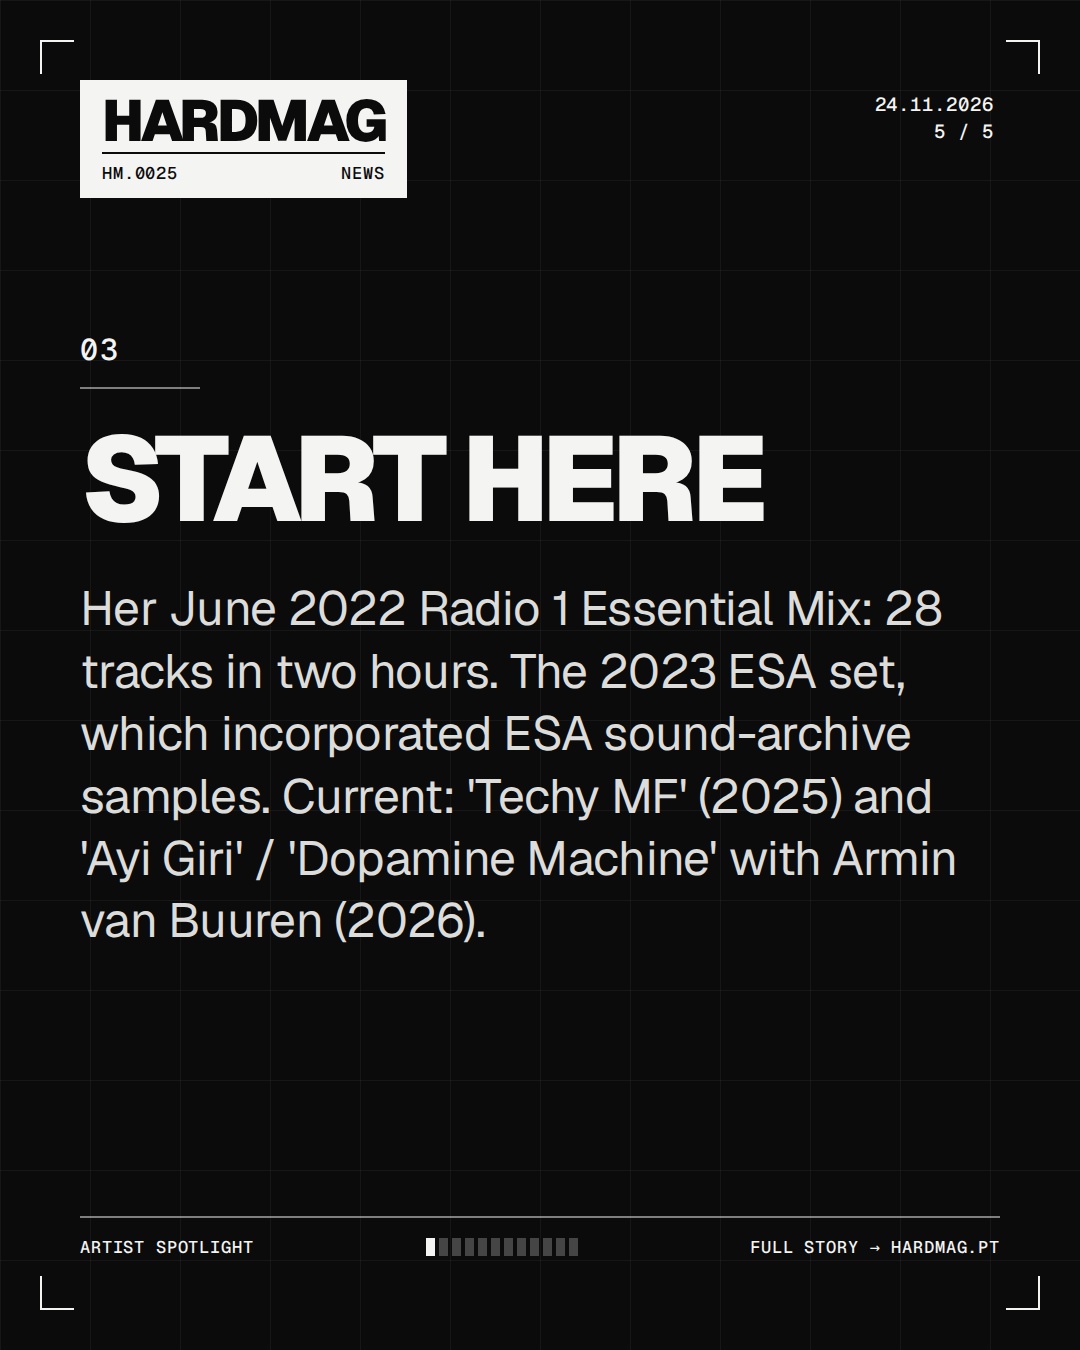 HARDMAG
HM.0025 NEWS
24.11.2026
5 / 5
03
START HERE
Her June 2022 Radio 1 Essential Mix: 28
tracks in two hours. The 2023 ESA set,
which incorporated ESA sound-archive
samples. Current: 'Techy MF' (2025) and
'Ayi Giri' / 'Dopamine Machine' with Armin
van Buuren (2026).
ARTIST SPOTLIGHT
FULL STORY → HARDMAG.PT